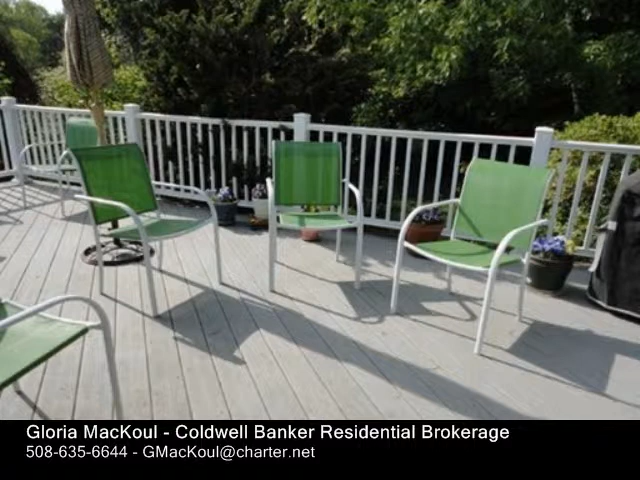 Gloria MacKoul - Coldwell Banker Residential Brokerage
508-635-6644 - GMacKoul@charter.net